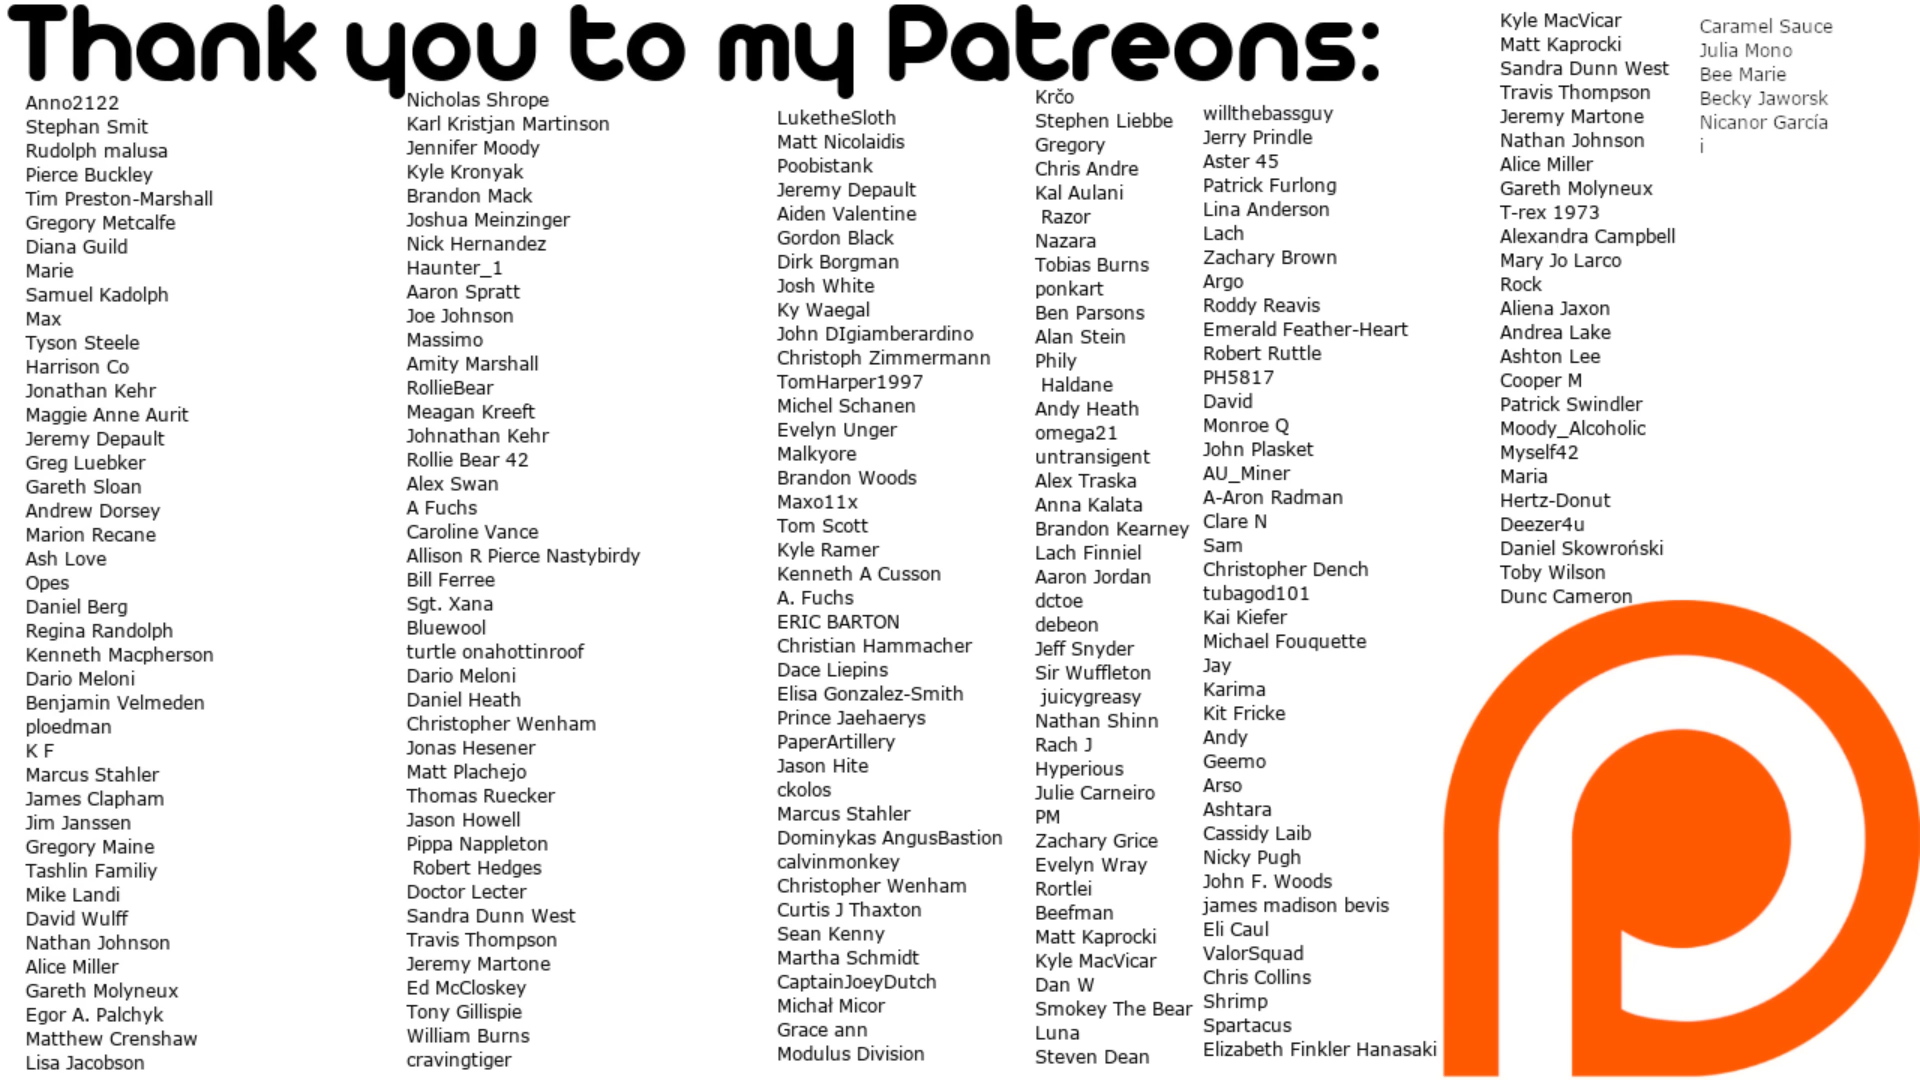 Thank you to my Patreons:
Anno2122
Stephan Smit
Rudolph malusa
Pierce Buckley
Tim Preston-Marshall
Gregory Metcalfe
Diana Guild
Marie
Samuel Kadolph
Max
Tyson Steele
Harrison Co
Jonathan Kehr
Maggie Anne Aurit
Jeremy Depault
Greg Luebker
Gareth Sloan
Andrew Dorsey
Marion Recane
Ash Love
Opes
Daniel Berg
Regina Randolph
Kenneth Macpherson
Dario Meloni
Benjamin Velmeden
ploedman
K F
Marcus Stahler
James Clapham
Jim Janssen
Gregory Maine
Tashlin Familiy
Mike Landi
David Wulff
Nathan Johnson
Alice Miller
Gareth Molyneux
Egor A. Palchyk
Matthew Crenshaw
Lisa Jacobson
Nicholas Shrope
Karl Kristjan Martinson
Jennifer Moody
Kyle Kronyak
Brandon Mack
Joshua Meinzinger
Nick Hernandez
Haunter_1
Aaron Spratt
Joe Johnson
Massimo
Amity Marshall
RollieBear
Meagan Kreeft
Johnathan Kehr
Rollie Bear 42
Alex Swan
A Fuchs
Caroline Vance
Allison R Pierce Nastybirdy
Bill Ferree
Sgt. Xana
Bluewool
turtle onahottinroof
Dario Meloni
Daniel Heath
Christopher Wenham
Jonas Hesener
Matt Plachejo
Thomas Ruecker
Jason Howell
Pippa Nappleton
Robert Hedges
Doctor Lecter
Sandra Dunn West
Travis Thompson
Jeremy Martone
Ed McCloskey
Tony Gillispie
William Burns
cravingtiger
LuketheSloth
Matt Nicolaidis
Poobistank
Jeremy Depault
Aiden Valentine
Gordon Black
Dirk Borgman
Josh White
Ky Waegal
John DIgiamberardino
Christoph Zimmermann
TomHarper1997
Michel Schanen
Evelyn Unger
Malkyore
Brandon Woods
Maxo11x
Tom Scott
Kyle Ramer
Kenneth A Cusson
A. Fuchs
ERIC BARTON
Christian Hammacher
Dace Liepins
Elisa Gonzalez-Smith
Prince Jaehaerys
PaperArtillery
Jason Hite
ckolos
Marcus Stahler
Dominykas AngusBastion
calvinmonkey
Christopher Wenham
Curtis J Thaxton
Sean Kenny
Martha Schmidt
CaptainJoeyDutch
Michał Micor
Grace ann
Modulus Division
Krčo
Stephen Liebbe
Gregory
Chris Andre
Kal Aulani
Razor
Nazara
Tobias Burns
ponkart
Ben Parsons
Alan Stein
Phily
Haldane
Andy Heath
omega21
untransigent
Alex Traska
Anna Kalata
Brandon Kearney
Lach Finniel
Aaron Jordan
dctoe
debeon
Jeff Snyder
Sir Wuffleton
juicygreasy
Nathan Shinn
Rach J
Hyperious
Julie Carneiro
PM
Zachary Grice
Evelyn Wray
Rortlei
Beefman
Matt Kaprocki
Kyle MacVicar
Dan W
Smokey The Bear
Luna
Steven Dean
willthebassguy
Jerry Prindle
Aster 45
Patrick Furlong
Lina Anderson
Lach
Zachary Brown
Argo
Roddy Reavis
Emerald Feather-Heart
Robert Ruttle
PH5817
David
Monroe Q
John Plasket
AU_Miner
A-Aron Radman
Clare N
Sam
Christopher Dench
tubagod101
Kai Kiefer
Michael Fouquette
Jay
Karima
Kit Fricke
Andy
Geemo
Arso
Ashtara
Cassidy Laib
Nicky Pugh
John F. Woods
james madison bevis
Eli Caul
ValorSquad
Chris Collins
Shrimp
Spartacus
Elizabeth Finkler Hanasaki
Kyle MacVicar
Matt Kaprocki
Sandra Dunn West
Travis Thompson
Jeremy Martone
Nathan Johnson
Alice Miller
Gareth Molyneux
T-rex 1973
Alexandra Campbell
Mary Jo Larco
Rock
Aliena Jaxon
Andrea Lake
Ashton Lee
Cooper M
Patrick Swindler
Moody_Alcoholic
Myself42
Maria
Hertz-Donut
Deezer4u
Daniel Skowroński
Toby Wilson
Dunc Cameron
Caramel Sauce
Julia Mono
Bee Marie
Becky Jaworsk
Nicanor García
i